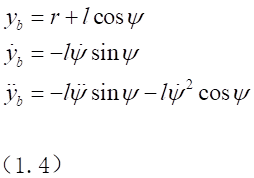 y_b = r + l cos ψ
ẏ_b = −lψ̇ sin ψ
ÿ_b = −lψ̈ sin ψ − lψ̇² cos ψ
(1.4)